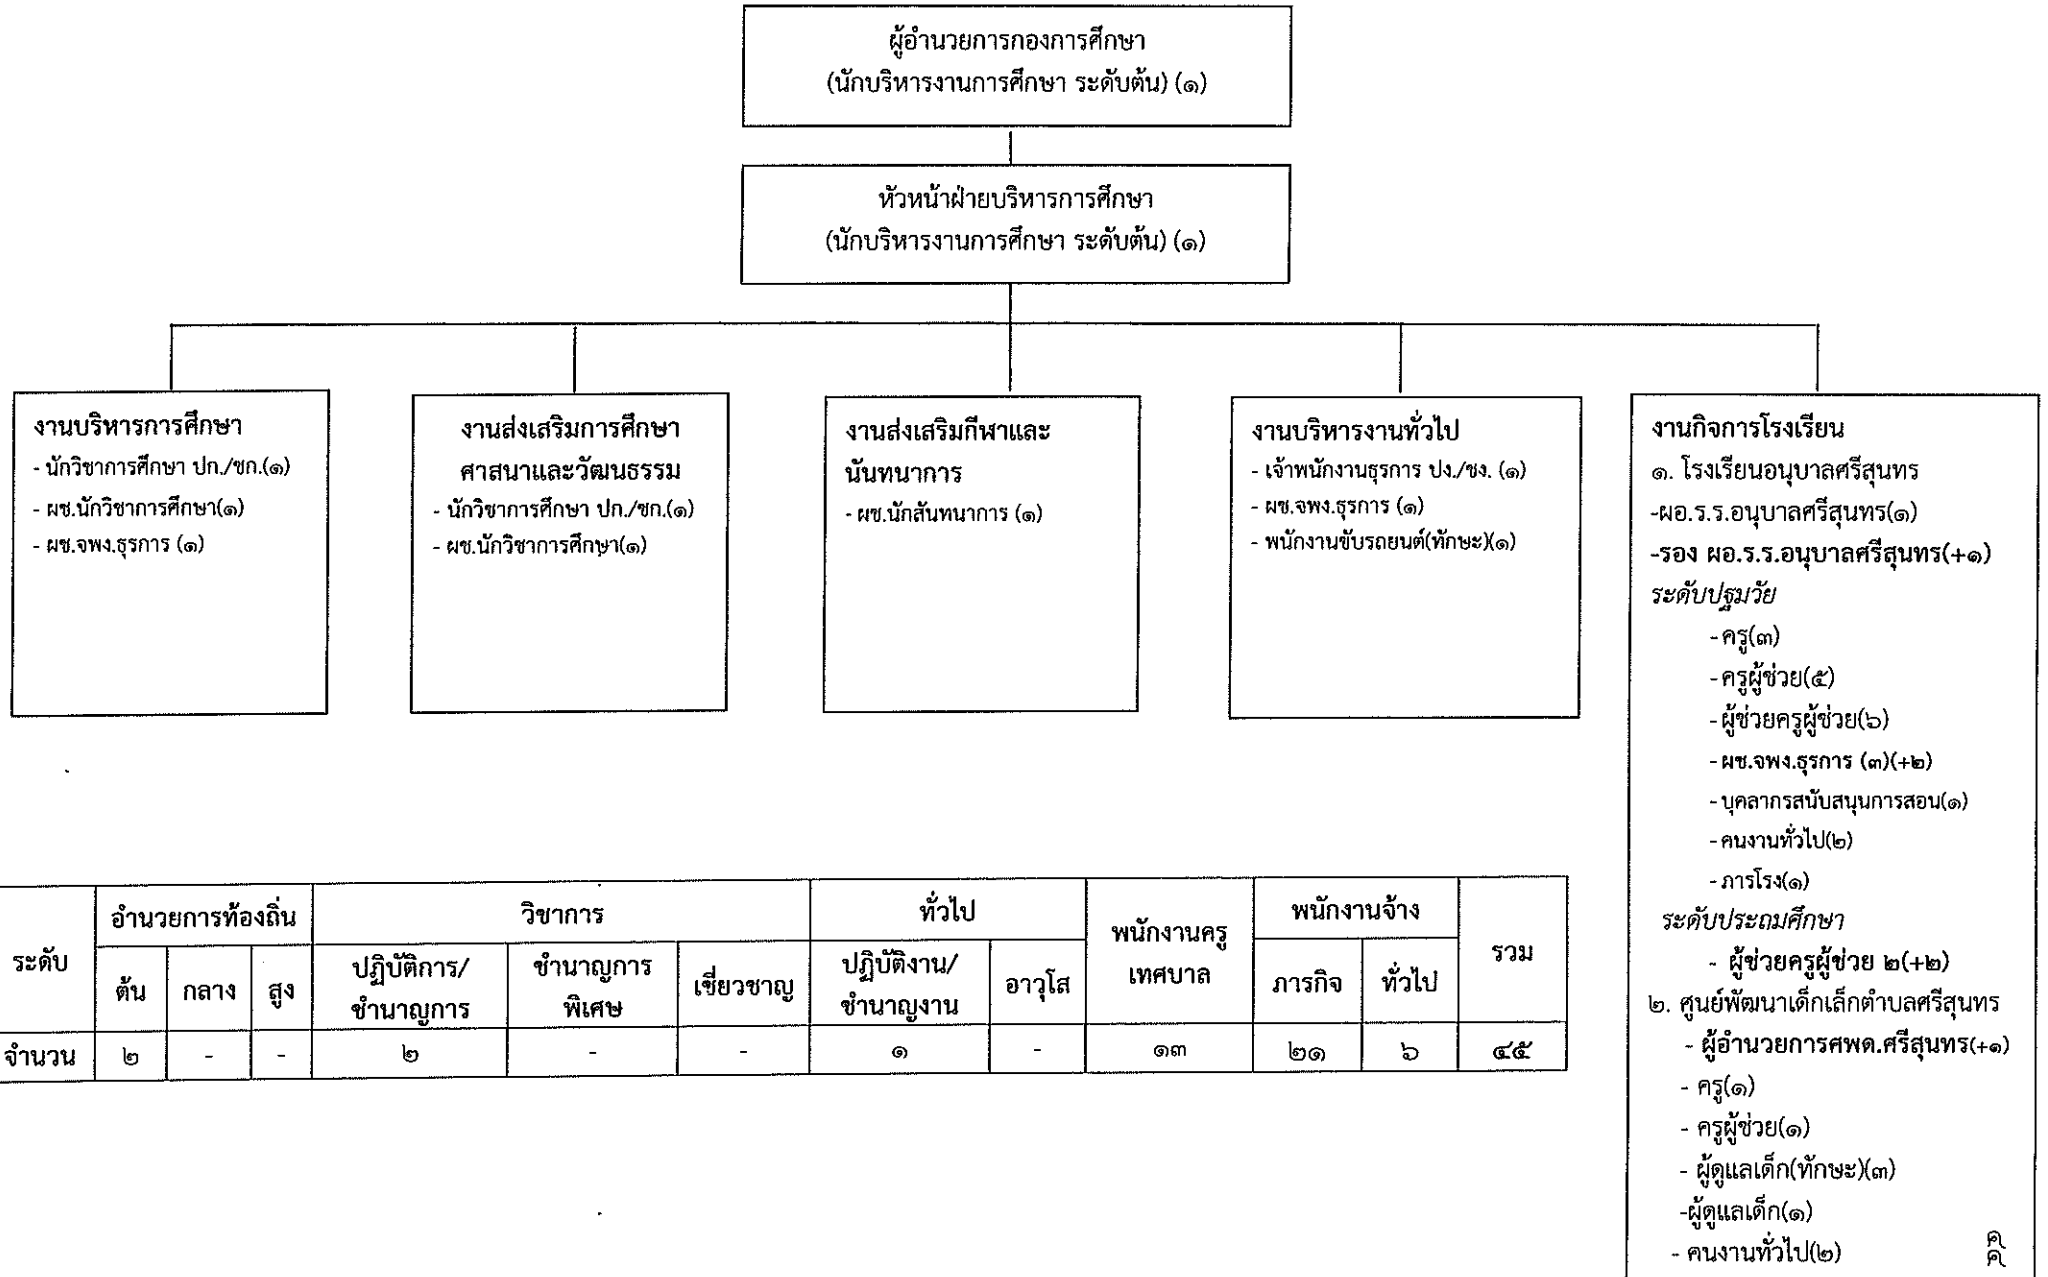 ผู้อำนวยการกองการศึกษา
(นักบริหารงานการศึกษา ระดับต้น) (๑)
หัวหน้าฝ่ายบริหารการศึกษา
(นักบริหารงานการศึกษา ระดับต้น) (๑)
งานบริหารการศึกษา
- นักวิชาการศึกษา ปก./ชก.(๑)
- ผช.นักวิชาการศึกษา(๑)
- ผช.จพง.ธุรการ (๑)
งานส่งเสริมการศึกษา
ศาสนาและวัฒนธรรม
- นักวิชาการศึกษา ปก./ชก.(๑)
- ผช.นักวิชาการศึกษา(๑)
งานส่งเสริมกีฬาและ
นันทนาการ
- ผช.นักสันทนาการ (๑)
งานบริหารงานทั่วไป
- เจ้าพนักงานธุรการ ปง./ชง. (๑)
- ผช.จพง.ธุรการ (๑)
- พนักงานขับรถยนต์(ทักษะ)(๑)
งานกิจการโรงเรียน
๑. โรงเรียนอนุบาลศรีสุนทร
-ผอ.ร.ร.อนุบาลศรีสุนทร(๑)
-รอง ผอ.ร.ร.อนุบาลศรีสุนทร(+๑)
ระดับปฐมวัย
-ครู(๓)
-ครูผู้ช่วย(๕)
-ผู้ช่วยครูผู้ช่วย(๖)
-ผช.จพง.ธุรการ (๓)(+๒)
-บุคลากรสนับสนุนการสอน(๑)
-คนงานทั่วไป(๒)
-ภารโรง(๑)
ระดับประถมศึกษา
- ผู้ช่วยครูผู้ช่วย ๒(+๒)
๒. ศูนย์พัฒนาเด็กเล็กตำบลศรีสุนทร
- ผู้อำนวยการศพด.ศรีสุนทร(+๑)
- ครู(๑)
- ครูผู้ช่วย(๑)
- ผู้ดูแลเด็ก(ทักษะ)(๓)
-ผู้ดูแลเด็ก(๑)
- คนงานทั่วไป(๒)
ระดับ อำนวยการท้องถิ่น วิชาการ ทั่วไป พนักงานครูเทศบาล พนักงานจ้าง รวม
ต้น กลาง สูง ปฏิบัติการ/ชำนาญการ ชำนาญการพิเศษ เชี่ยวชาญ ปฏิบัติงาน/ชำนาญงาน อาวุโส ภารกิจ ทั่วไป
จำนวน ๒ - - ๒ - - ๑ - ๑๓ ๒๑ ๖ ๔๕